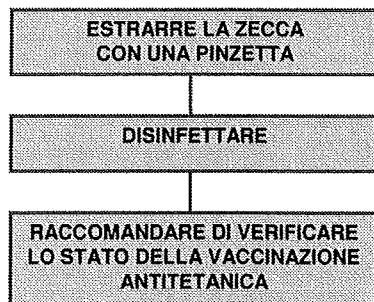 ESTRARRE LA ZECCA
CON UNA PINZETTA
DISINFETTARE
RACCOMANDARE DI VERIFICARE
LO STATO DELLA VACCINAZIONE
ANTITETANICA